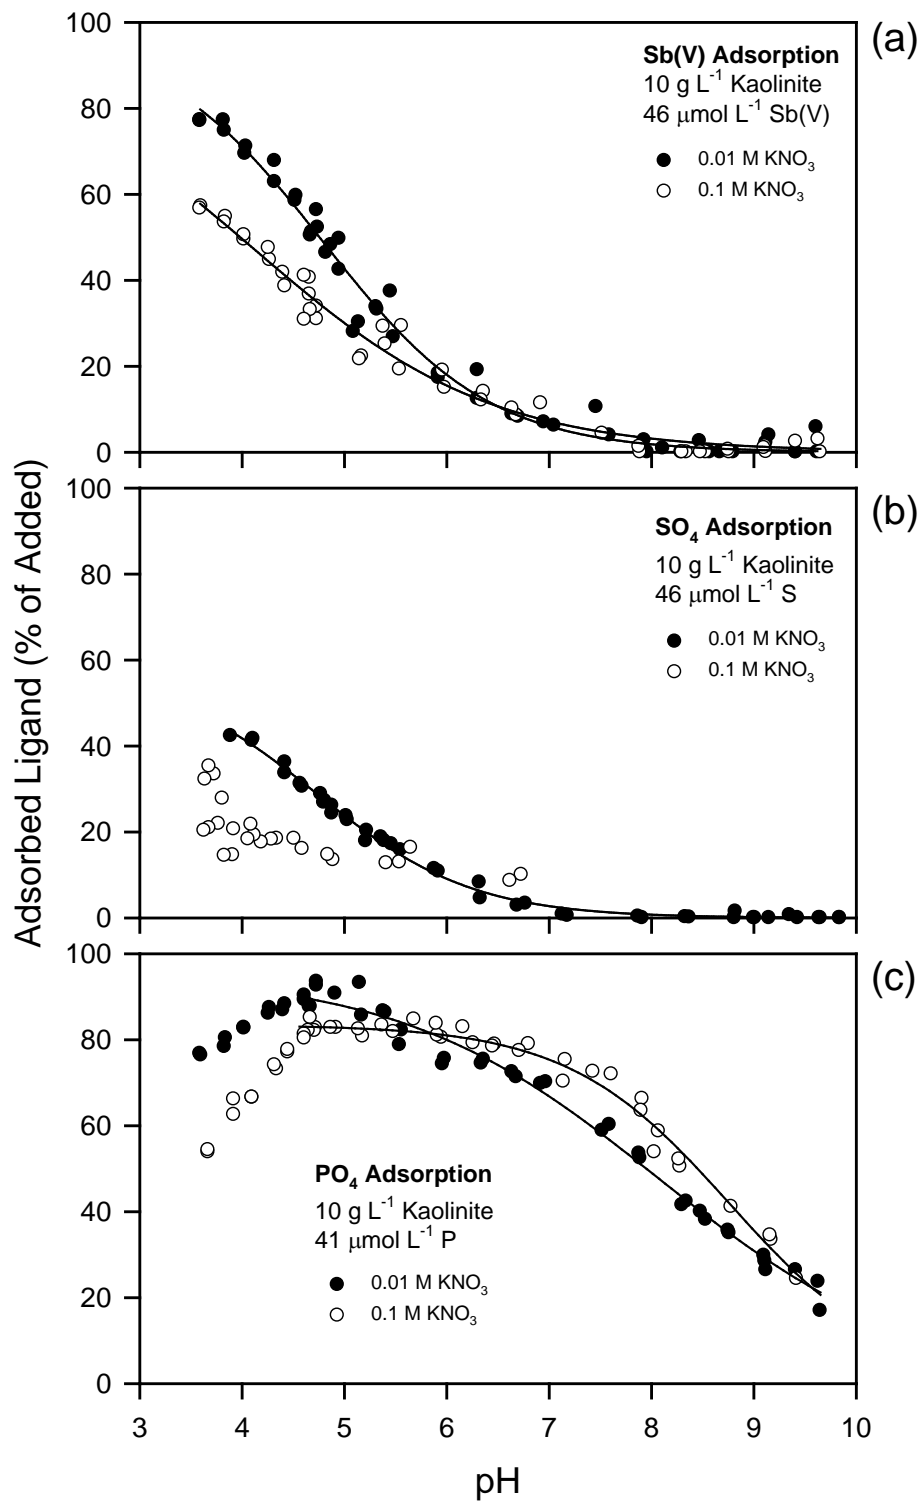 Adsorbed Ligand (% of Added)
(a)
100
80
60
40
20
0
Sb(V) Adsorption
10 g L⁻¹ Kaolinite
46 μmol L⁻¹ Sb(V)
0.01 M KNO₃
0.1 M KNO₃
(b)
100
80
60
40
20
0
SO₄ Adsorption
10 g L⁻¹ Kaolinite
46 μmol L⁻¹ S
0.01 M KNO₃
0.1 M KNO₃
(c)
100
80
60
40
20
0
PO₄ Adsorption
10 g L⁻¹ Kaolinite
41 μmol L⁻¹ P
0.01 M KNO₃
0.1 M KNO₃
3 4 5 6 7 8 9 10
pH